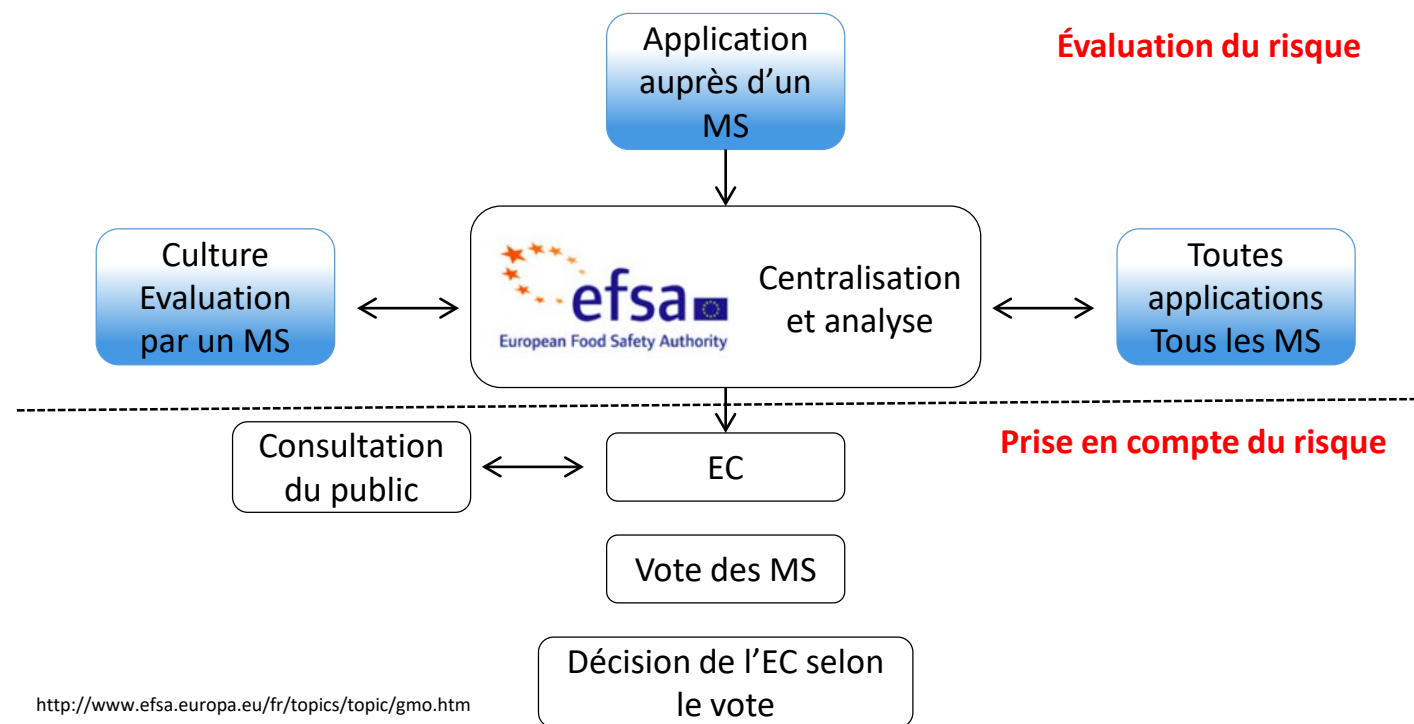 Application
auprès d’un
MS
Évaluation du risque
Culture
Evaluation
par un MS
efsa
European Food Safety Authority
Centralisation
et analyse
Toutes
applications
Tous les MS
Consultation
du public
EC
Prise en compte du risque
Vote des MS
Décision de l’EC selon
le vote
http://www.efsa.europa.eu/fr/topics/topic/gmo.htm